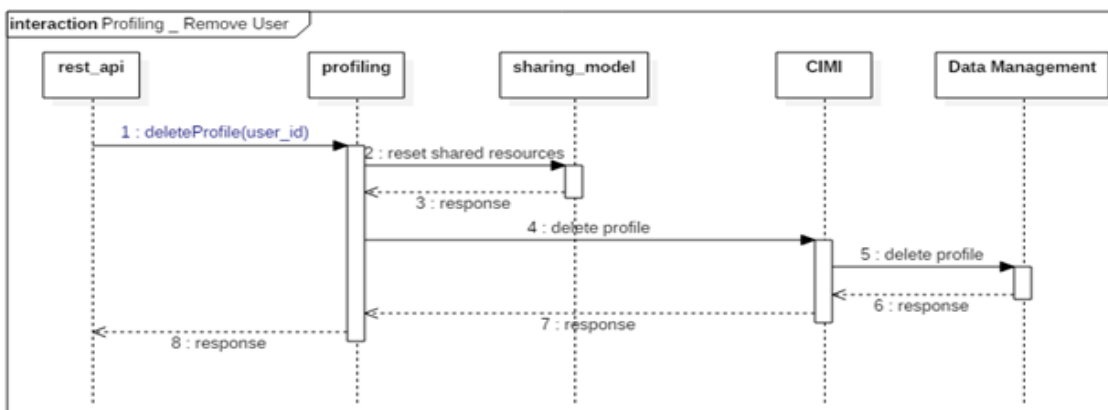 interaction Profiling _ Remove User
rest_api
profiling
sharing_model
CIMI
Data Management
1 : deleteProfile(user_id)
2 : reset shared resources
3 : response
4 : delete profile
5 : delete profile
6 : response
7 : response
8 : response